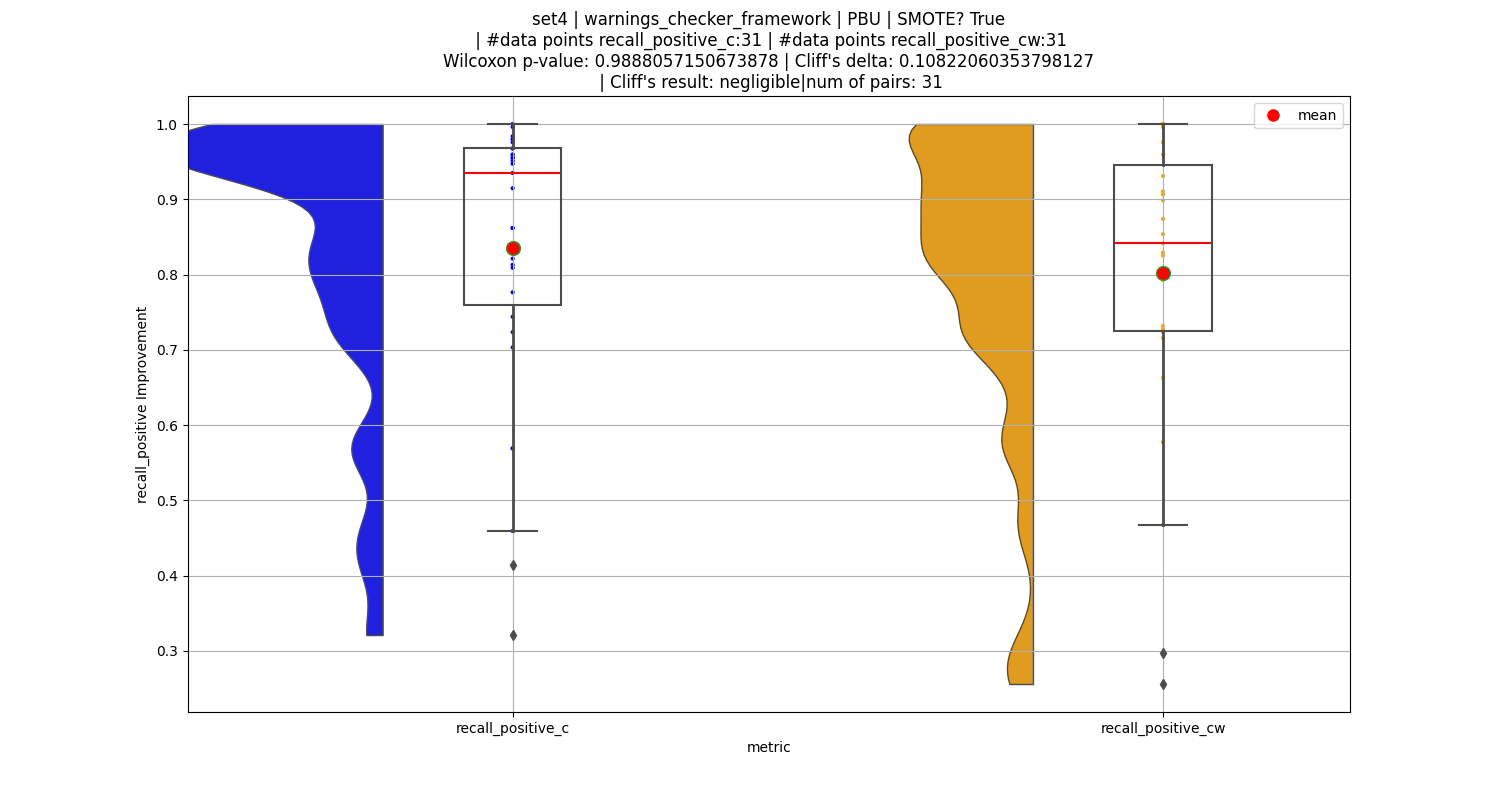 set4 | warnings_checker_framework | PBU | SMOTE? True
| #data points recall_positive_c:31 | #data points recall_positive_cw:31
Wilcoxon p-value: 0.9888057150673878 | Cliff's delta: 0.10822060353798127
| Cliff's result: negligible|num of pairs: 31
mean
1.0
0.9
0.8
0.7
0.6
0.5
0.4
0.3
recall_positive Improvement
recall_positive_c
recall_positive_cw
metric